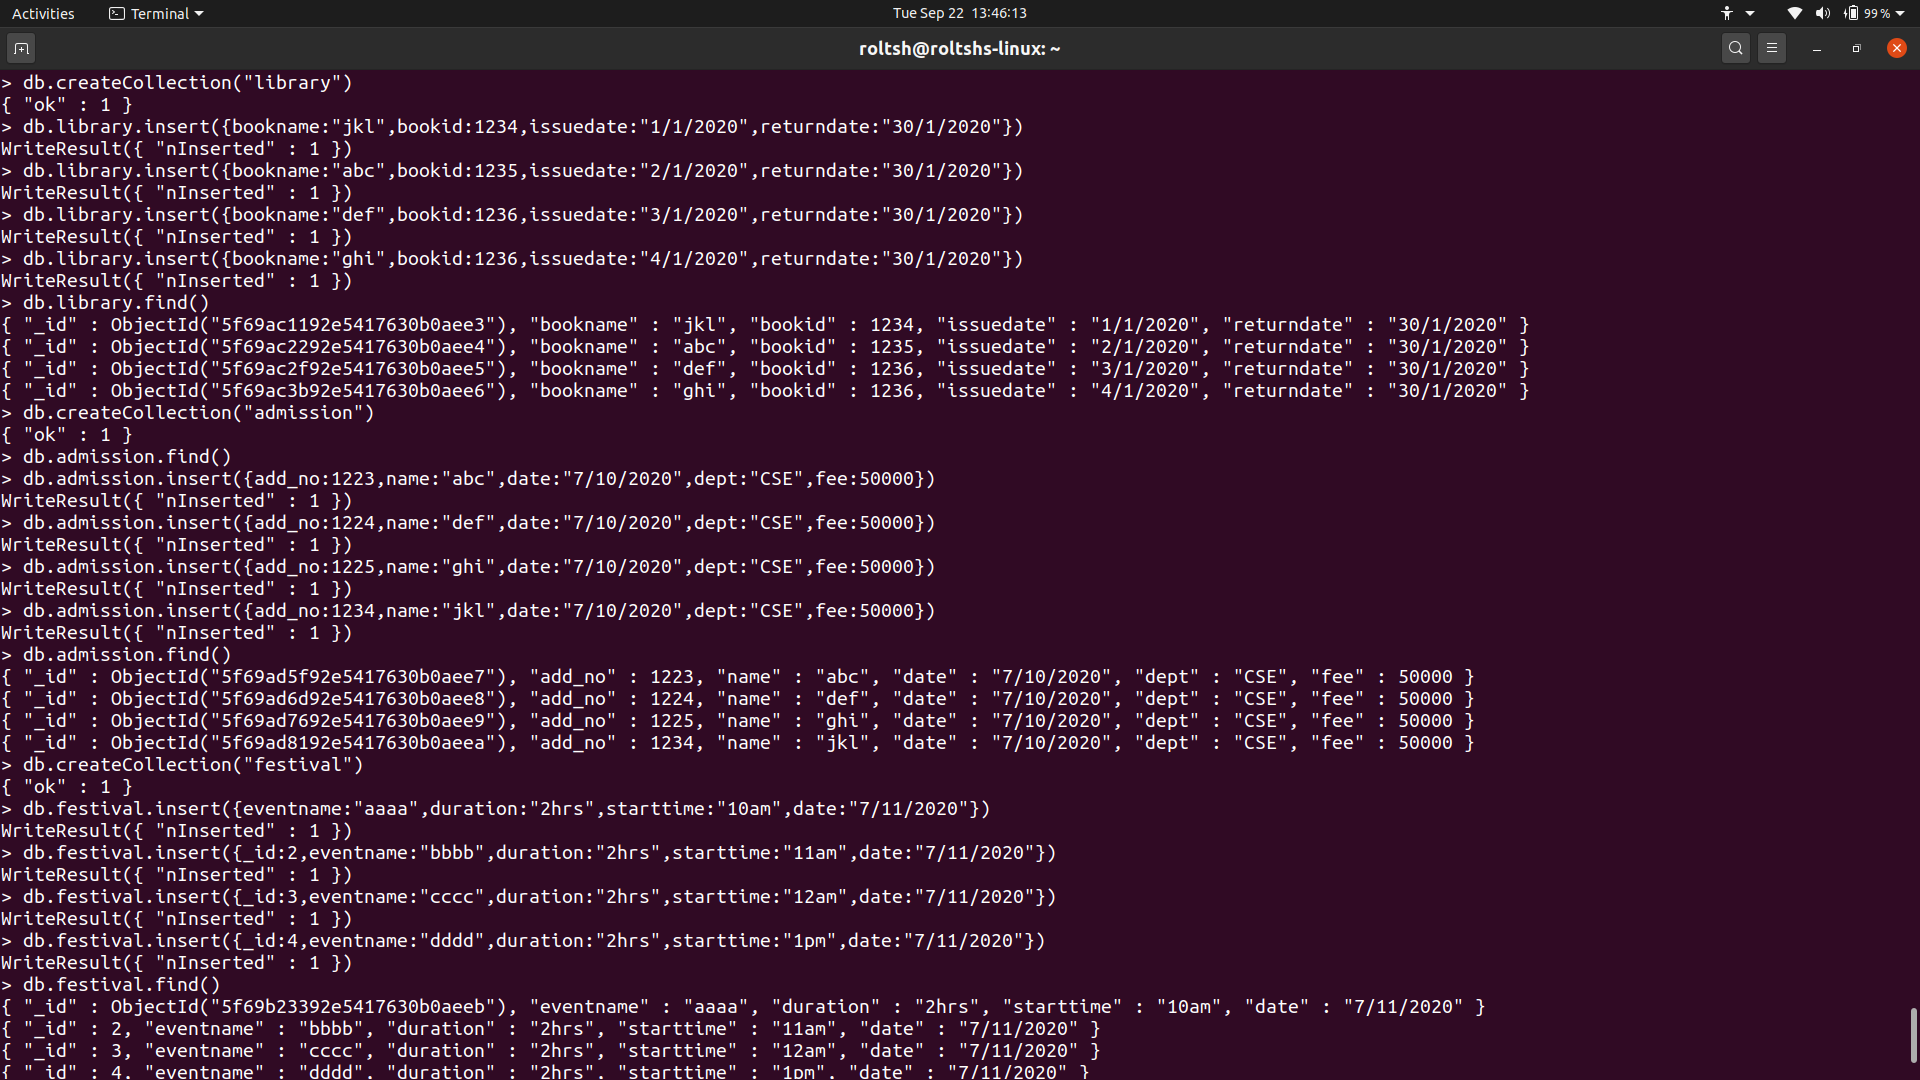 Activities Terminal Tue Sep 22 13:46:13 99 %
roltsh@roltshs-linux: ~
> db.createCollection("library")
{ "ok" : 1 }
> db.library.insert({bookname:"jkl",bookid:1234,issuedate:"1/1/2020",returndate:"30/1/2020"})
WriteResult({ "nInserted" : 1 })
> db.library.insert({bookname:"abc",bookid:1235,issuedate:"2/1/2020",returndate:"30/1/2020"})
WriteResult({ "nInserted" : 1 })
> db.library.insert({bookname:"def",bookid:1236,issuedate:"3/1/2020",returndate:"30/1/2020"})
WriteResult({ "nInserted" : 1 })
> db.library.insert({bookname:"ghi",bookid:1236,issuedate:"4/1/2020",returndate:"30/1/2020"})
WriteResult({ "nInserted" : 1 })
> db.library.find()
{ "_id" : ObjectId("5f69ac1192e5417630b0aee3"), "bookname" : "jkl", "bookid" : 1234, "issuedate" : "1/1/2020", "returndate" : "30/1/2020" }
{ "_id" : ObjectId("5f69ac2292e5417630b0aee4"), "bookname" : "abc", "bookid" : 1235, "issuedate" : "2/1/2020", "returndate" : "30/1/2020" }
{ "_id" : ObjectId("5f69ac2f92e5417630b0aee5"), "bookname" : "def", "bookid" : 1236, "issuedate" : "3/1/2020", "returndate" : "30/1/2020" }
{ "_id" : ObjectId("5f69ac3b92e5417630b0aee6"), "bookname" : "ghi", "bookid" : 1236, "issuedate" : "4/1/2020", "returndate" : "30/1/2020" }
> db.createCollection("admission")
{ "ok" : 1 }
> db.admission.find()
> db.admission.insert({add_no:1223,name:"abc",date:"7/10/2020",dept:"CSE",fee:50000})
WriteResult({ "nInserted" : 1 })
> db.admission.insert({add_no:1224,name:"def",date:"7/10/2020",dept:"CSE",fee:50000})
WriteResult({ "nInserted" : 1 })
> db.admission.insert({add_no:1225,name:"ghi",date:"7/10/2020",dept:"CSE",fee:50000})
WriteResult({ "nInserted" : 1 })
> db.admission.insert({add_no:1234,name:"jkl",date:"7/10/2020",dept:"CSE",fee:50000})
WriteResult({ "nInserted" : 1 })
> db.admission.find()
{ "_id" : ObjectId("5f69ad5f92e5417630b0aee7"), "add_no" : 1223, "name" : "abc", "date" : "7/10/2020", "dept" : "CSE", "fee" : 50000 }
{ "_id" : ObjectId("5f69ad6d92e5417630b0aee8"), "add_no" : 1224, "name" : "def", "date" : "7/10/2020", "dept" : "CSE", "fee" : 50000 }
{ "_id" : ObjectId("5f69ad7692e5417630b0aee9"), "add_no" : 1225, "name" : "ghi", "date" : "7/10/2020", "dept" : "CSE", "fee" : 50000 }
{ "_id" : ObjectId("5f69ad8192e5417630b0aeea"), "add_no" : 1234, "name" : "jkl", "date" : "7/10/2020", "dept" : "CSE", "fee" : 50000 }
> db.createCollection("festival")
{ "ok" : 1 }
> db.festival.insert({eventname:"aaaa",duration:"2hrs",starttime:"10am",date:"7/11/2020"})
WriteResult({ "nInserted" : 1 })
> db.festival.insert({_id:2,eventname:"bbbb",duration:"2hrs",starttime:"11am",date:"7/11/2020"})
WriteResult({ "nInserted" : 1 })
> db.festival.insert({_id:3,eventname:"cccc",duration:"2hrs",starttime:"12am",date:"7/11/2020"})
WriteResult({ "nInserted" : 1 })
> db.festival.insert({_id:4,eventname:"dddd",duration:"2hrs",starttime:"1pm",date:"7/11/2020"})
WriteResult({ "nInserted" : 1 })
> db.festival.find()
{ "_id" : ObjectId("5f69b23392e5417630b0aeeb"), "eventname" : "aaaa", "duration" : "2hrs", "starttime" : "10am", "date" : "7/11/2020" }
{ "_id" : 2, "eventname" : "bbbb", "duration" : "2hrs", "starttime" : "11am", "date" : "7/11/2020" }
{ "_id" : 3, "eventname" : "cccc", "duration" : "2hrs", "starttime" : "12am", "date" : "7/11/2020" }
{ "_id" : 4, "eventname" : "dddd", "duration" : "2hrs", "starttime" : "1pm", "date" : "7/11/2020" }